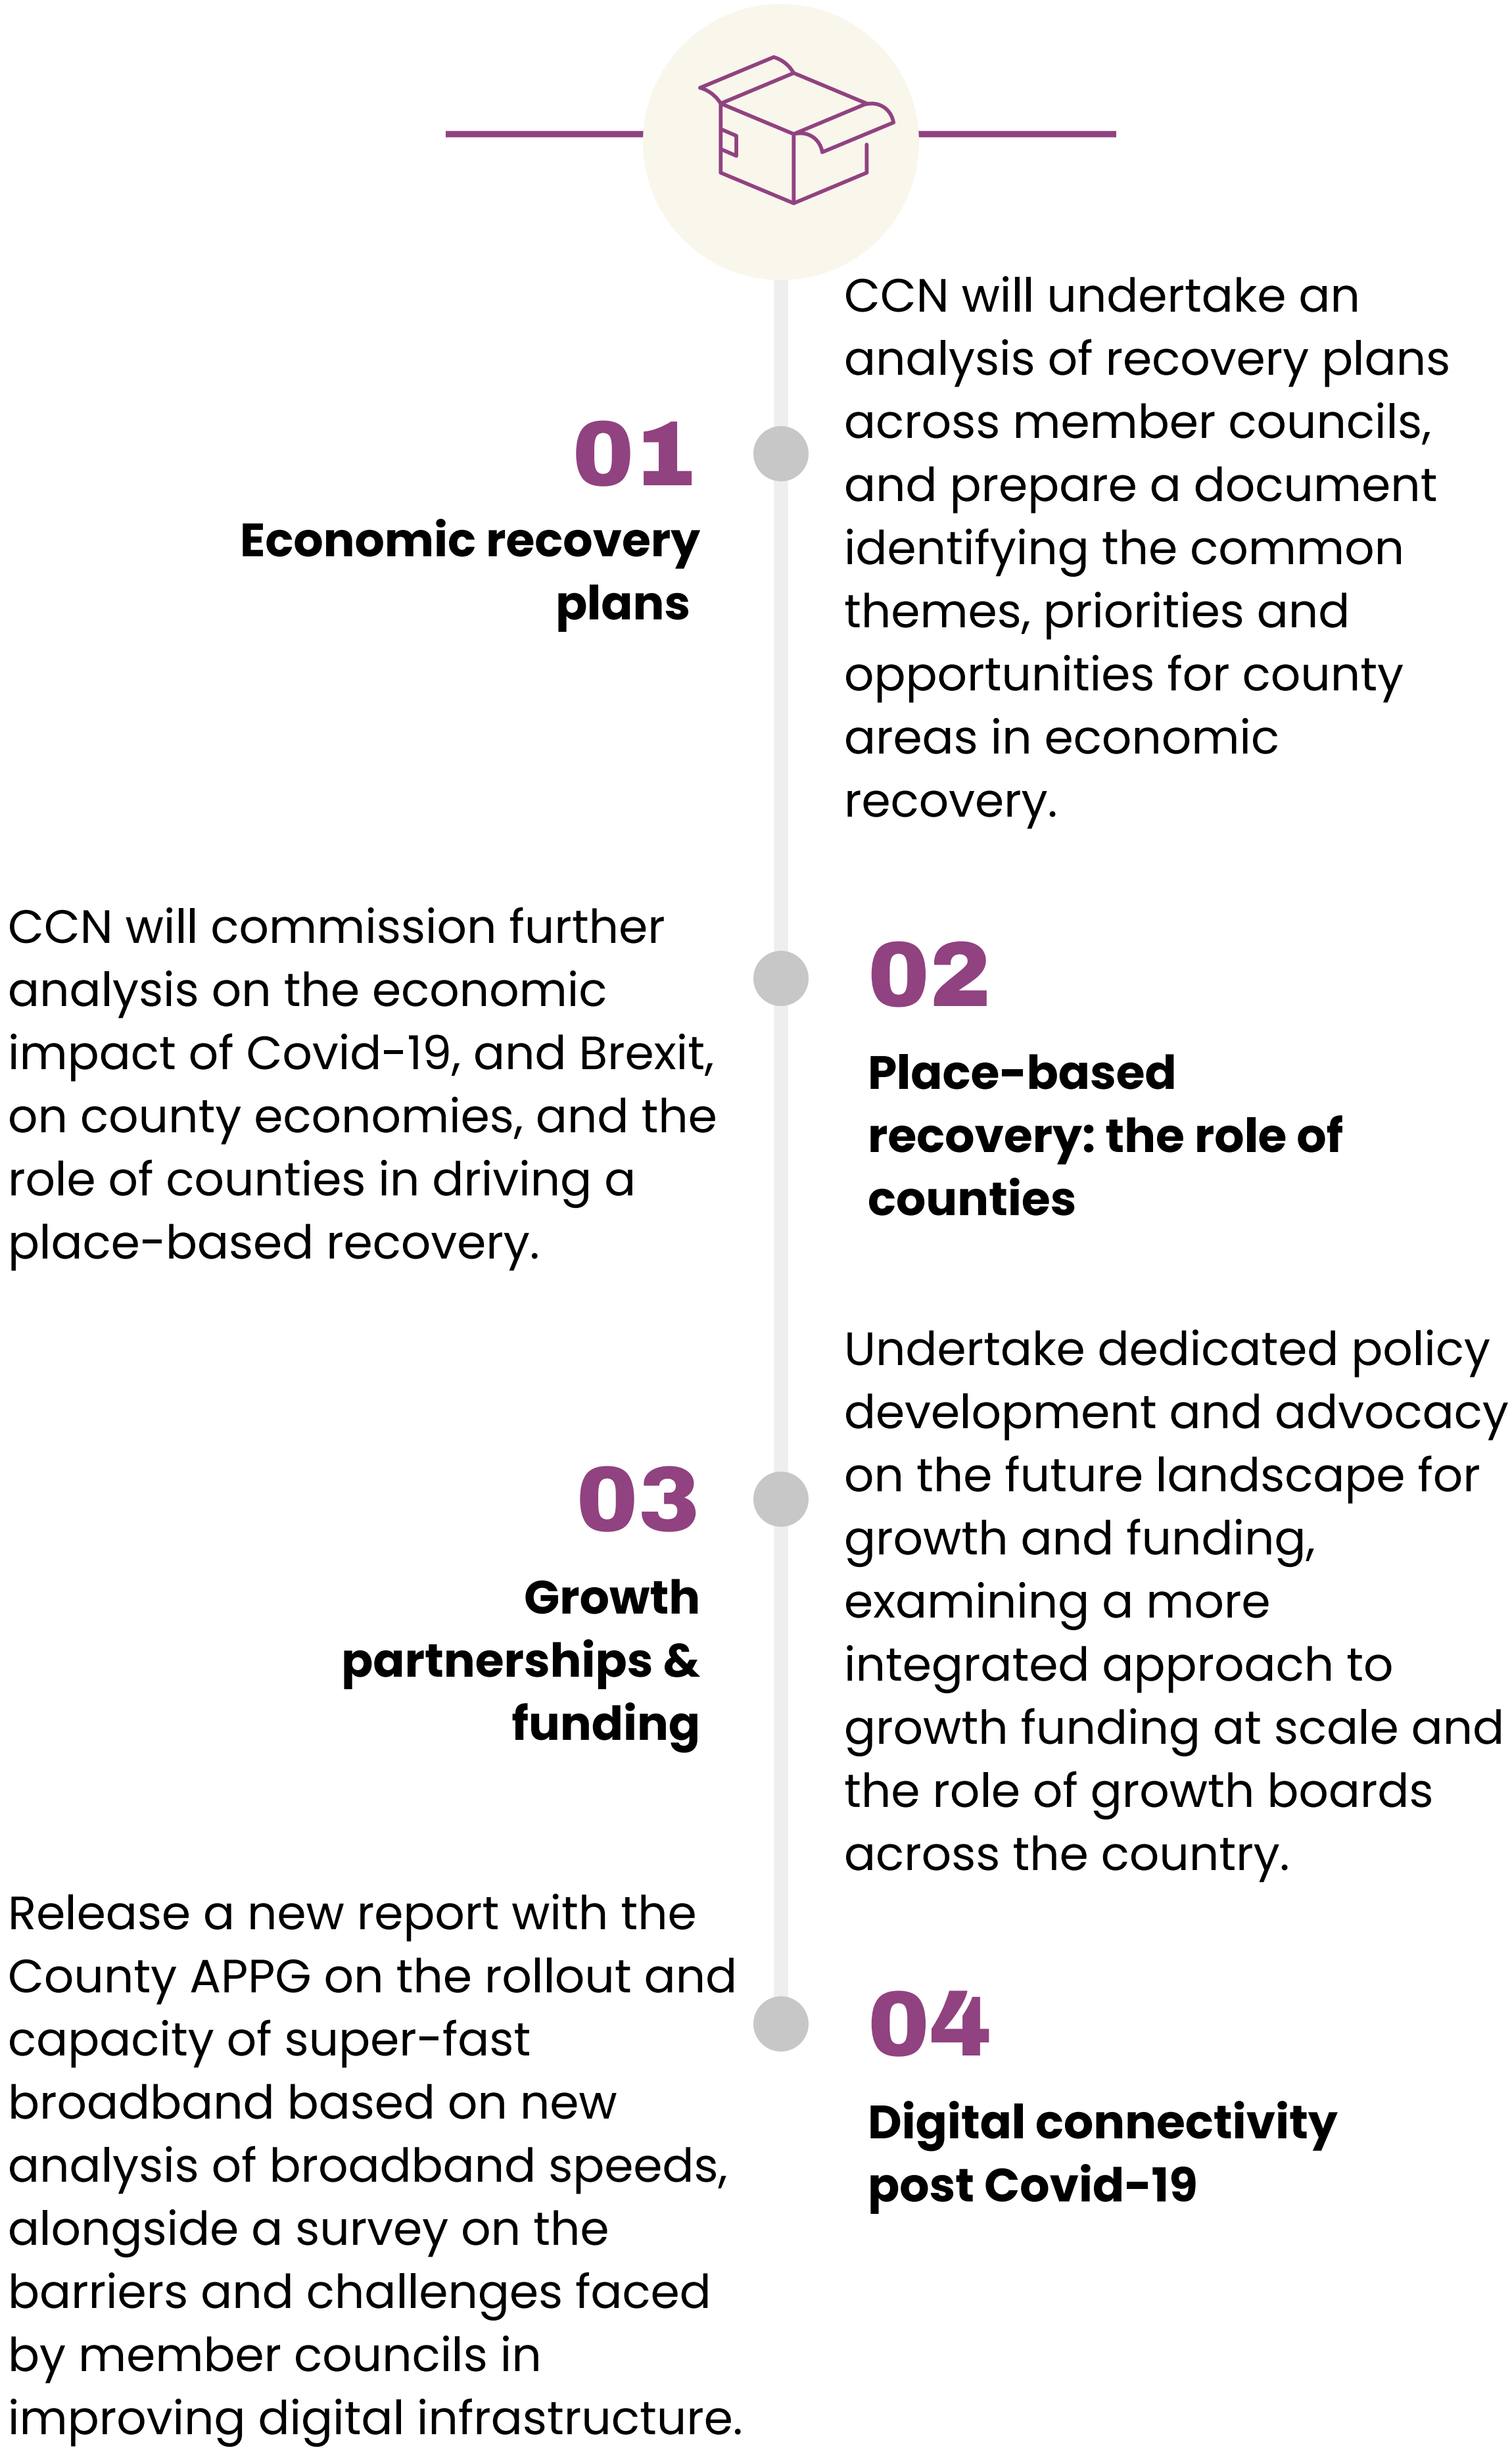 01
Economic recovery
plans
CCN will undertake an
analysis of recovery plans
across member councils,
and prepare a document
identifying the common
themes, priorities and
opportunities for county
areas in economic
recovery.
02
Place-based
recovery: the role of
counties
CCN will commission further
analysis on the economic
impact of Covid-19, and Brexit,
on county economies, and the
role of counties in driving a
place-based recovery.
03
Growth
partnerships &
funding
Undertake dedicated policy
development and advocacy
on the future landscape for
growth and funding,
examining a more
integrated approach to
growth funding at scale and
the role of growth boards
across the country.
04
Digital connectivity
post Covid-19
Release a new report with the
County APPG on the rollout and
capacity of super-fast
broadband based on new
analysis of broadband speeds,
alongside a survey on the
barriers and challenges faced
by member councils in
improving digital infrastructure.